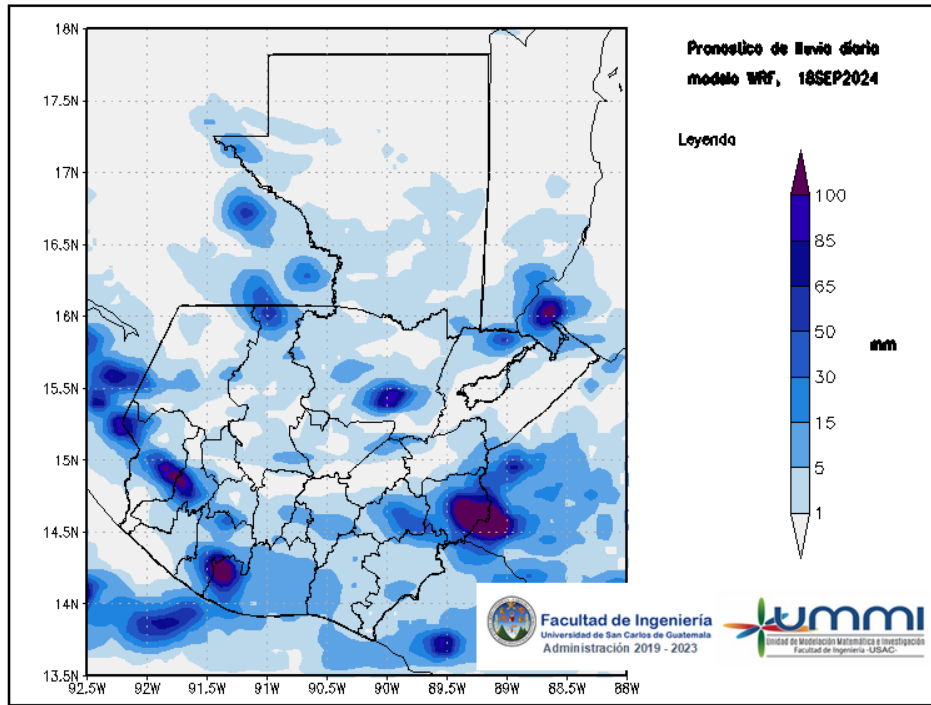 Pronostico de lluvia diaria
modelo WRF, 18SEP2024
Leyenda
100
85
65
50
30
15
5
1
mm
18N
17.5N
17N
16.5N
16N
15.5N
15N
14.5N
14N
13.5N
92.5W
92W
91.5W
91W
90.5W
90W
89.5W
89W
88.5W
88W
Facultad de Ingeniería
Universidad de San Carlos de Guatemala
Administración 2019 - 2023
UMMI
Unidad de Modelación Matemática e Investigación
Facultad de Ingeniería -USAC-